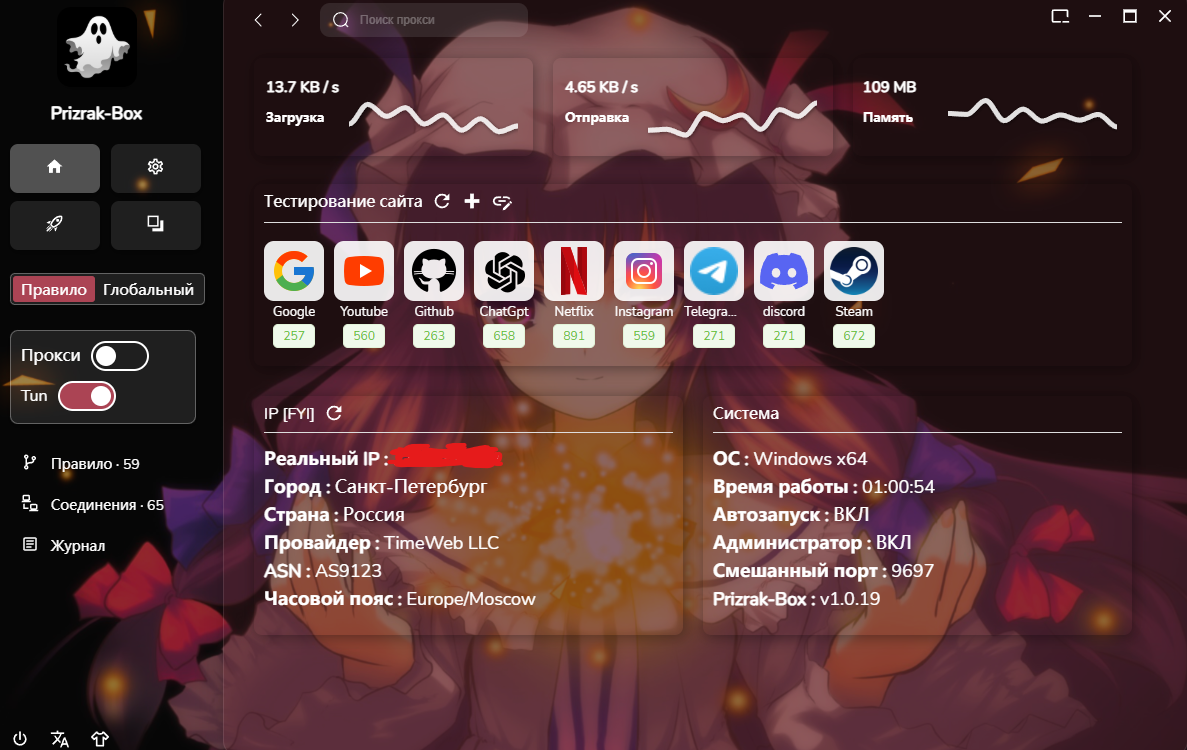 Поиск прокси
Prizrak-Box
13.7 KB / s
Загрузка
4.65 KB / s
Отправка
109 MB
Память
Правило Глобальный
Прокси
Tun
Правило · 59
Соединения · 65
Журнал
Тестирование сайта
Google Youtube Github ChatGpt Netflix Instagram Telegra... discord Steam
257 560 263 658 891 559 271 271 672
IP [FYI]
Реальный IP :
Город : Санкт-Петербург
Страна : Россия
Провайдер : TimeWeb LLC
ASN : AS9123
Часовой пояс : Europe/Moscow
Система
ОС : Windows x64
Время работы : 01:00:54
Автозапуск : ВКЛ
Администратор : ВКЛ
Смешанный порт : 9697
Prizrak-Box : v1.0.19